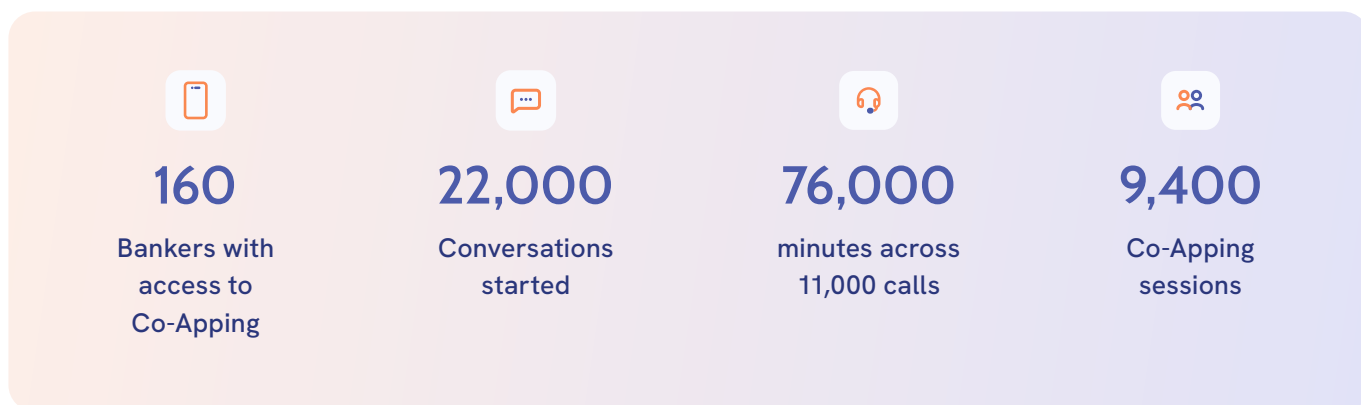 160
Bankers with
access to
Co-Apping
22,000
Conversations
started
76,000
minutes across
11,000 calls
9,400
Co-Apping
sessions